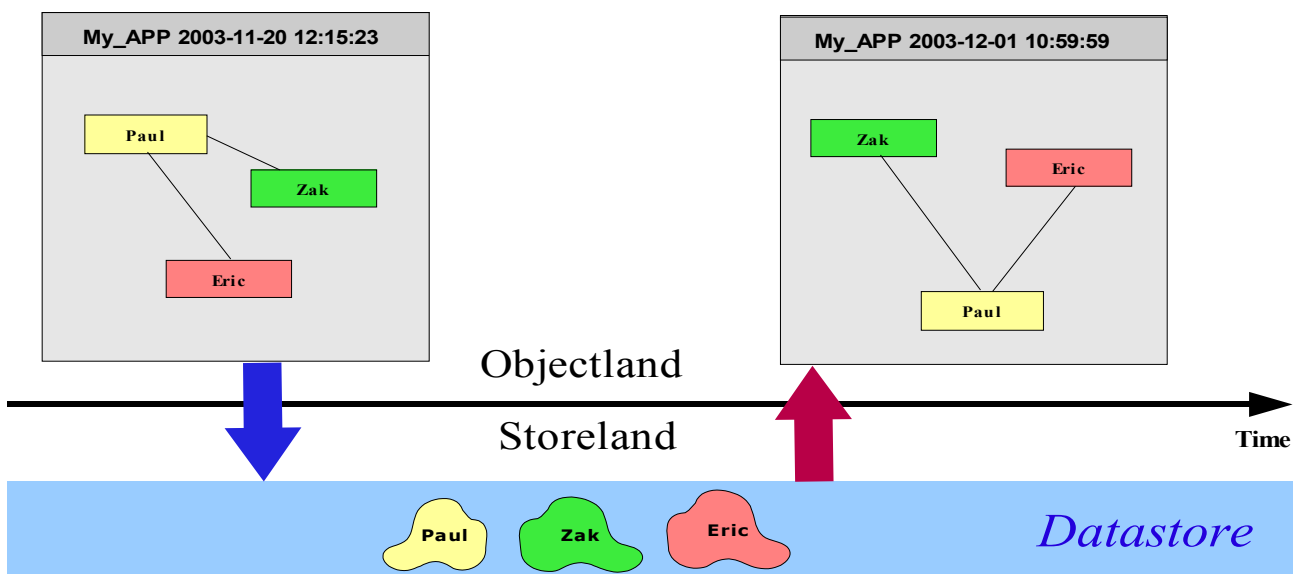 My_APP 2003-11-20 12:15:23
Paul
Zak
Eric
My_APP 2003-12-01 10:59:59
Zak
Eric
Paul
Objectland
Storeland
Time
Paul
Zak
Eric
Datastore